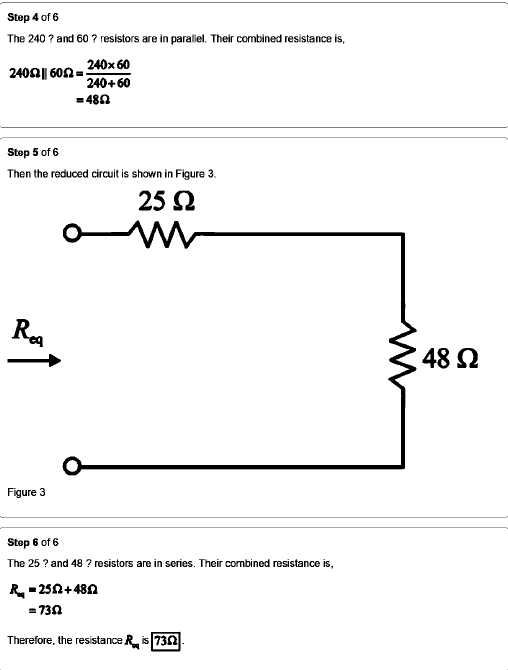 Step 4 of 6
The 240 ? and 60 ? resistors are in parallel. Their combined resistance is,
240Ω || 60Ω = 240×60
240+60
= 48Ω
Step 5 of 6
Then the reduced circuit is shown in Figure 3.
25 Ω
Req
48 Ω
Figure 3
Step 6 of 6
The 25 ? and 48 ? resistors are in series. Their combined resistance is,
Req = 25Ω+48Ω
= 73Ω
Therefore, the resistance Req is 73Ω.